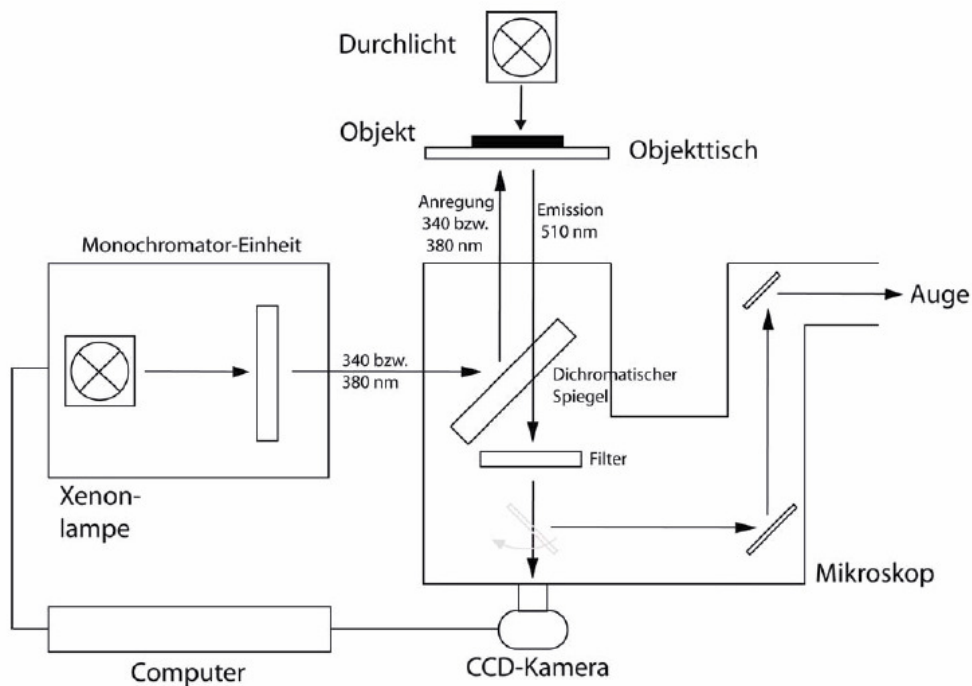 Durchlicht
Objekt
Objekttisch
Anregung
340 bzw.
380 nm
Emission
510 nm
Monochromator-Einheit
Auge
340 bzw.
380 nm
Dichromatischer
Spiegel
Filter
Xenon-
lampe
Mikroskop
Computer
CCD-Kamera